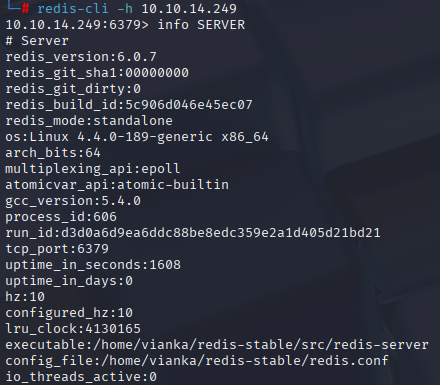 └─# redis-cli -h 10.10.14.249
10.10.14.249:6379> info SERVER
# Server
redis_version:6.0.7
redis_git_sha1:00000000
redis_git_dirty:0
redis_build_id:5c906d046e45ec07
redis_mode:standalone
os:Linux 4.4.0-189-generic x86_64
arch_bits:64
multiplexing_api:epoll
atomicvar_api:atomic-builtin
gcc_version:5.4.0
process_id:606
run_id:d3d0a6d9ea6ddc88be8edc359e2a1d405d21bd21
tcp_port:6379
uptime_in_seconds:1608
uptime_in_days:0
hz:10
configured_hz:10
lru_clock:4130165
executable:/home/vianka/redis-stable/src/redis-server
config_file:/home/vianka/redis-stable/redis.conf
io_threads_active:0